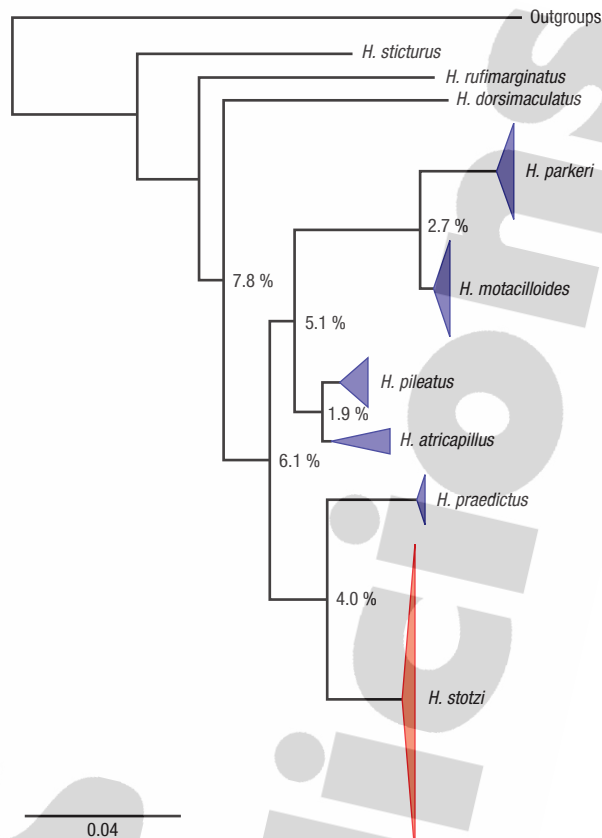 Outgroups
H. sticturus
H. rufimarginatus
H. dorsimaculatus
H. parkeri
2.7 %
H. motacilloides
7.8 %
5.1 %
H. pileatus
1.9 %
H. atricapillus
6.1 %
H. praedictus
4.0 %
H. stotzi
0.04